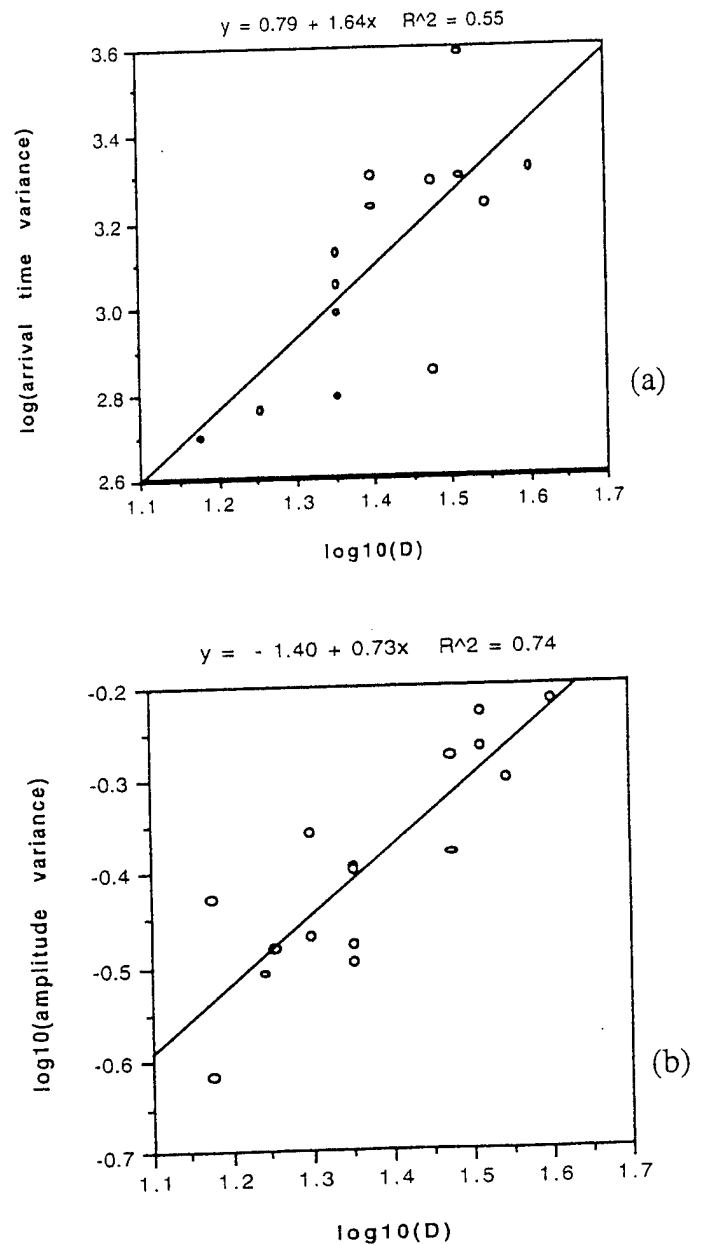 y = 0.79 + 1.64x R^2 = 0.55
3.6
3.4
3.2
3.0
2.8
2.6
log(arrival time variance)
1.1 1.2 1.3 1.4 1.5 1.6 1.7
log10(D)
(a)
y = - 1.40 + 0.73x R^2 = 0.74
-0.2
-0.3
-0.4
-0.5
-0.6
-0.7
log10(amplitude variance)
1.1 1.2 1.3 1.4 1.5 1.6 1.7
log10(D)
(b)